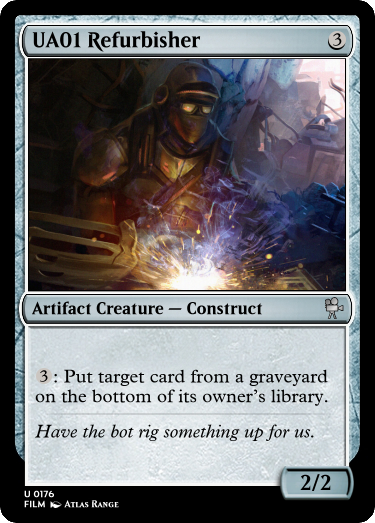 UA01 Refurbisher 3
Artifact Creature — Construct
3: Put target card from a graveyard
on the bottom of its owner's library.
Have the bot rig something up for us.
2/2
U 0176
FILM Atlas Range